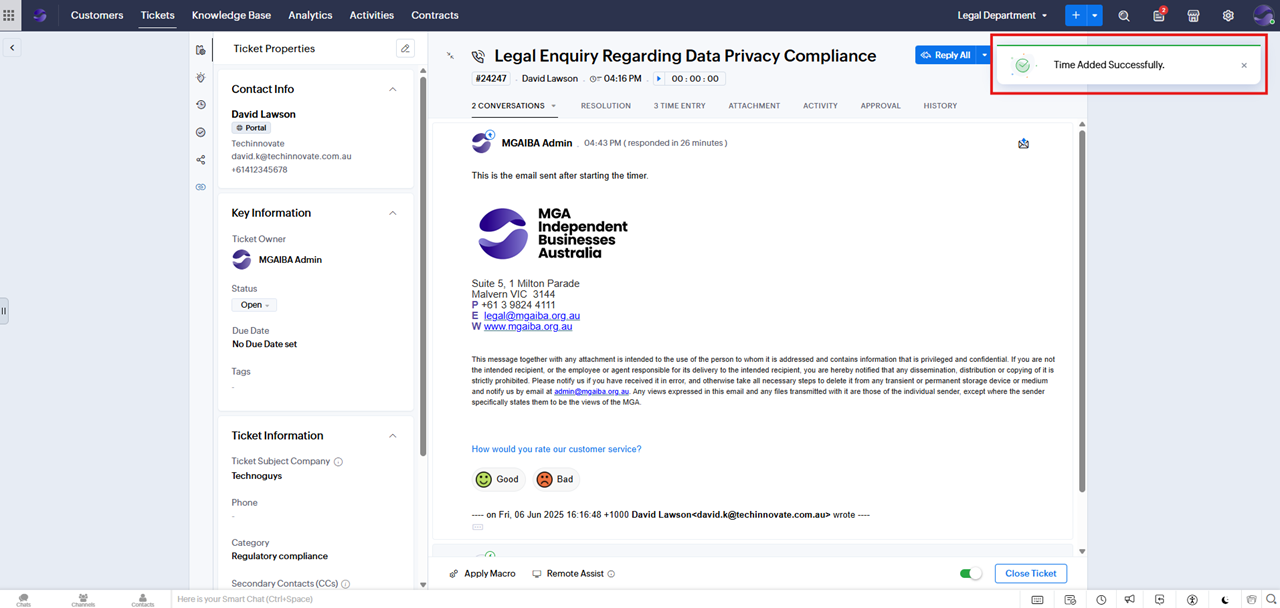 Customers Tickets Knowledge Base Analytics Activities Contracts Legal Department 2
Ticket Properties
Contact Info
David Lawson
Portal
Techinnovate
david.k@techinnovate.com.au
+61412345678
Key Information
Ticket Owner
MGAIBA Admin
Status
Open
Due Date
No Due Date set
Tags
-
Ticket Information
Ticket Subject Company
Technoguys
Phone
-
Category
Regulatory compliance
Secondary Contacts (CCs)
Legal Enquiry Regarding Data Privacy Compliance
#24247 . David Lawson . 04:16 PM . 00 : 00 : 00
Reply All
Time Added Successfully.
2 CONVERSATIONS RESOLUTION 3 TIME ENTRY ATTACHMENT ACTIVITY APPROVAL HISTORY
MGAIBA Admin . 04:43 PM ( responded in 26 minutes )
This is the email sent after starting the timer.
MGA
Independent
Businesses
Australia
Suite 5, 1 Milton Parade
Malvern VIC 3144
P +61 3 9824 4111
E legal@mgaiba.org.au
W www.mgaiba.org.au
This message together with any attachment is intended to the use of the person to whom it is addressed and contains information that is privileged and confidential. If you are not
the intended recipient, or the employee or agent responsible for its delivery to the intended recipient, you are hereby notified that any dissemination, distribution or copying of it is
strictly prohibited. Please notify us if you have received it in error, and otherwise take all necessary steps to delete it from any transient or permanent storage device or medium
and notify us by email at admin@mgaiba.org.au. Any views expressed in this email and any files transmitted with it are those of the individual sender, except where the sender
specifically states them to be the views of the MGA.
How would you rate our customer service?
Good Bad
---- on Fri, 06 Jun 2025 16:16:48 +1000 David Lawson<david.k@techinnovate.com.au> wrote ----
Apply Macro Remote Assist Close Ticket
Chats Channels Contacts Here is your Smart Chat (Ctrl+Space)